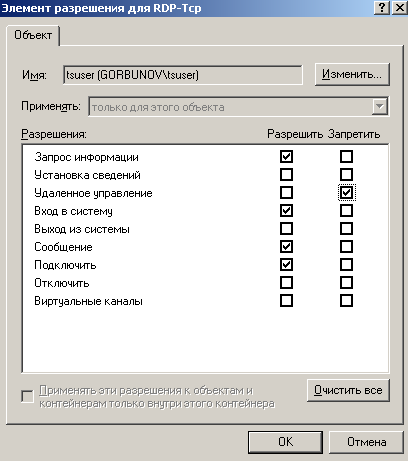 Элемент разрешения для RDP-Tcp
Объект
Имя: tsuser (GORBUNOV\tsuser) Изменить...
Применять: только для этого объекта
Разрешения: Разрешить Запретить
Запрос информации
Установка сведений
Удаленное управление
Вход в систему
Выход из системы
Сообщение
Подключить
Отключить
Виртуальные каналы
Применять эти разрешения к объектам и
контейнерам только внутри этого контейнера
Очистить все
OK Отмена